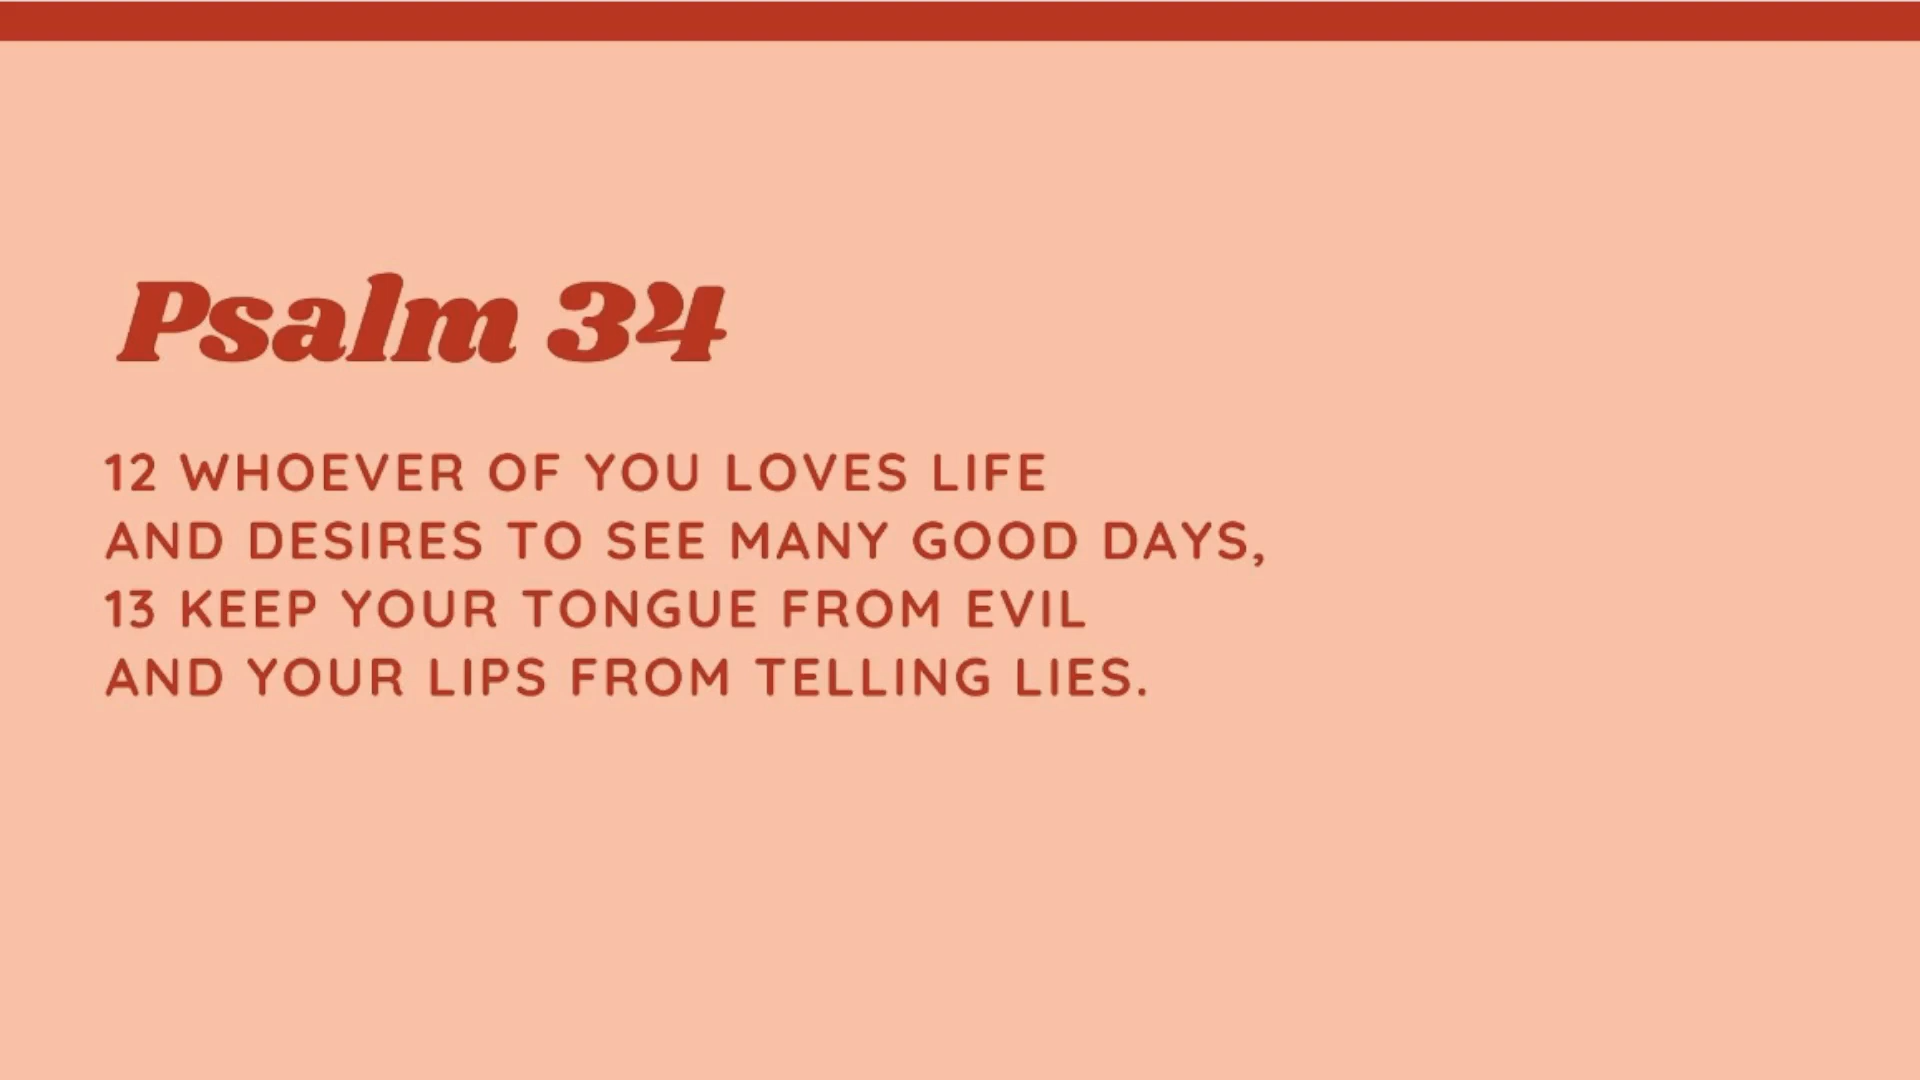 Psalm 34
12 WHOEVER OF YOU LOVES LIFE
AND DESIRES TO SEE MANY GOOD DAYS,
13 KEEP YOUR TONGUE FROM EVIL
AND YOUR LIPS FROM TELLING LIES.